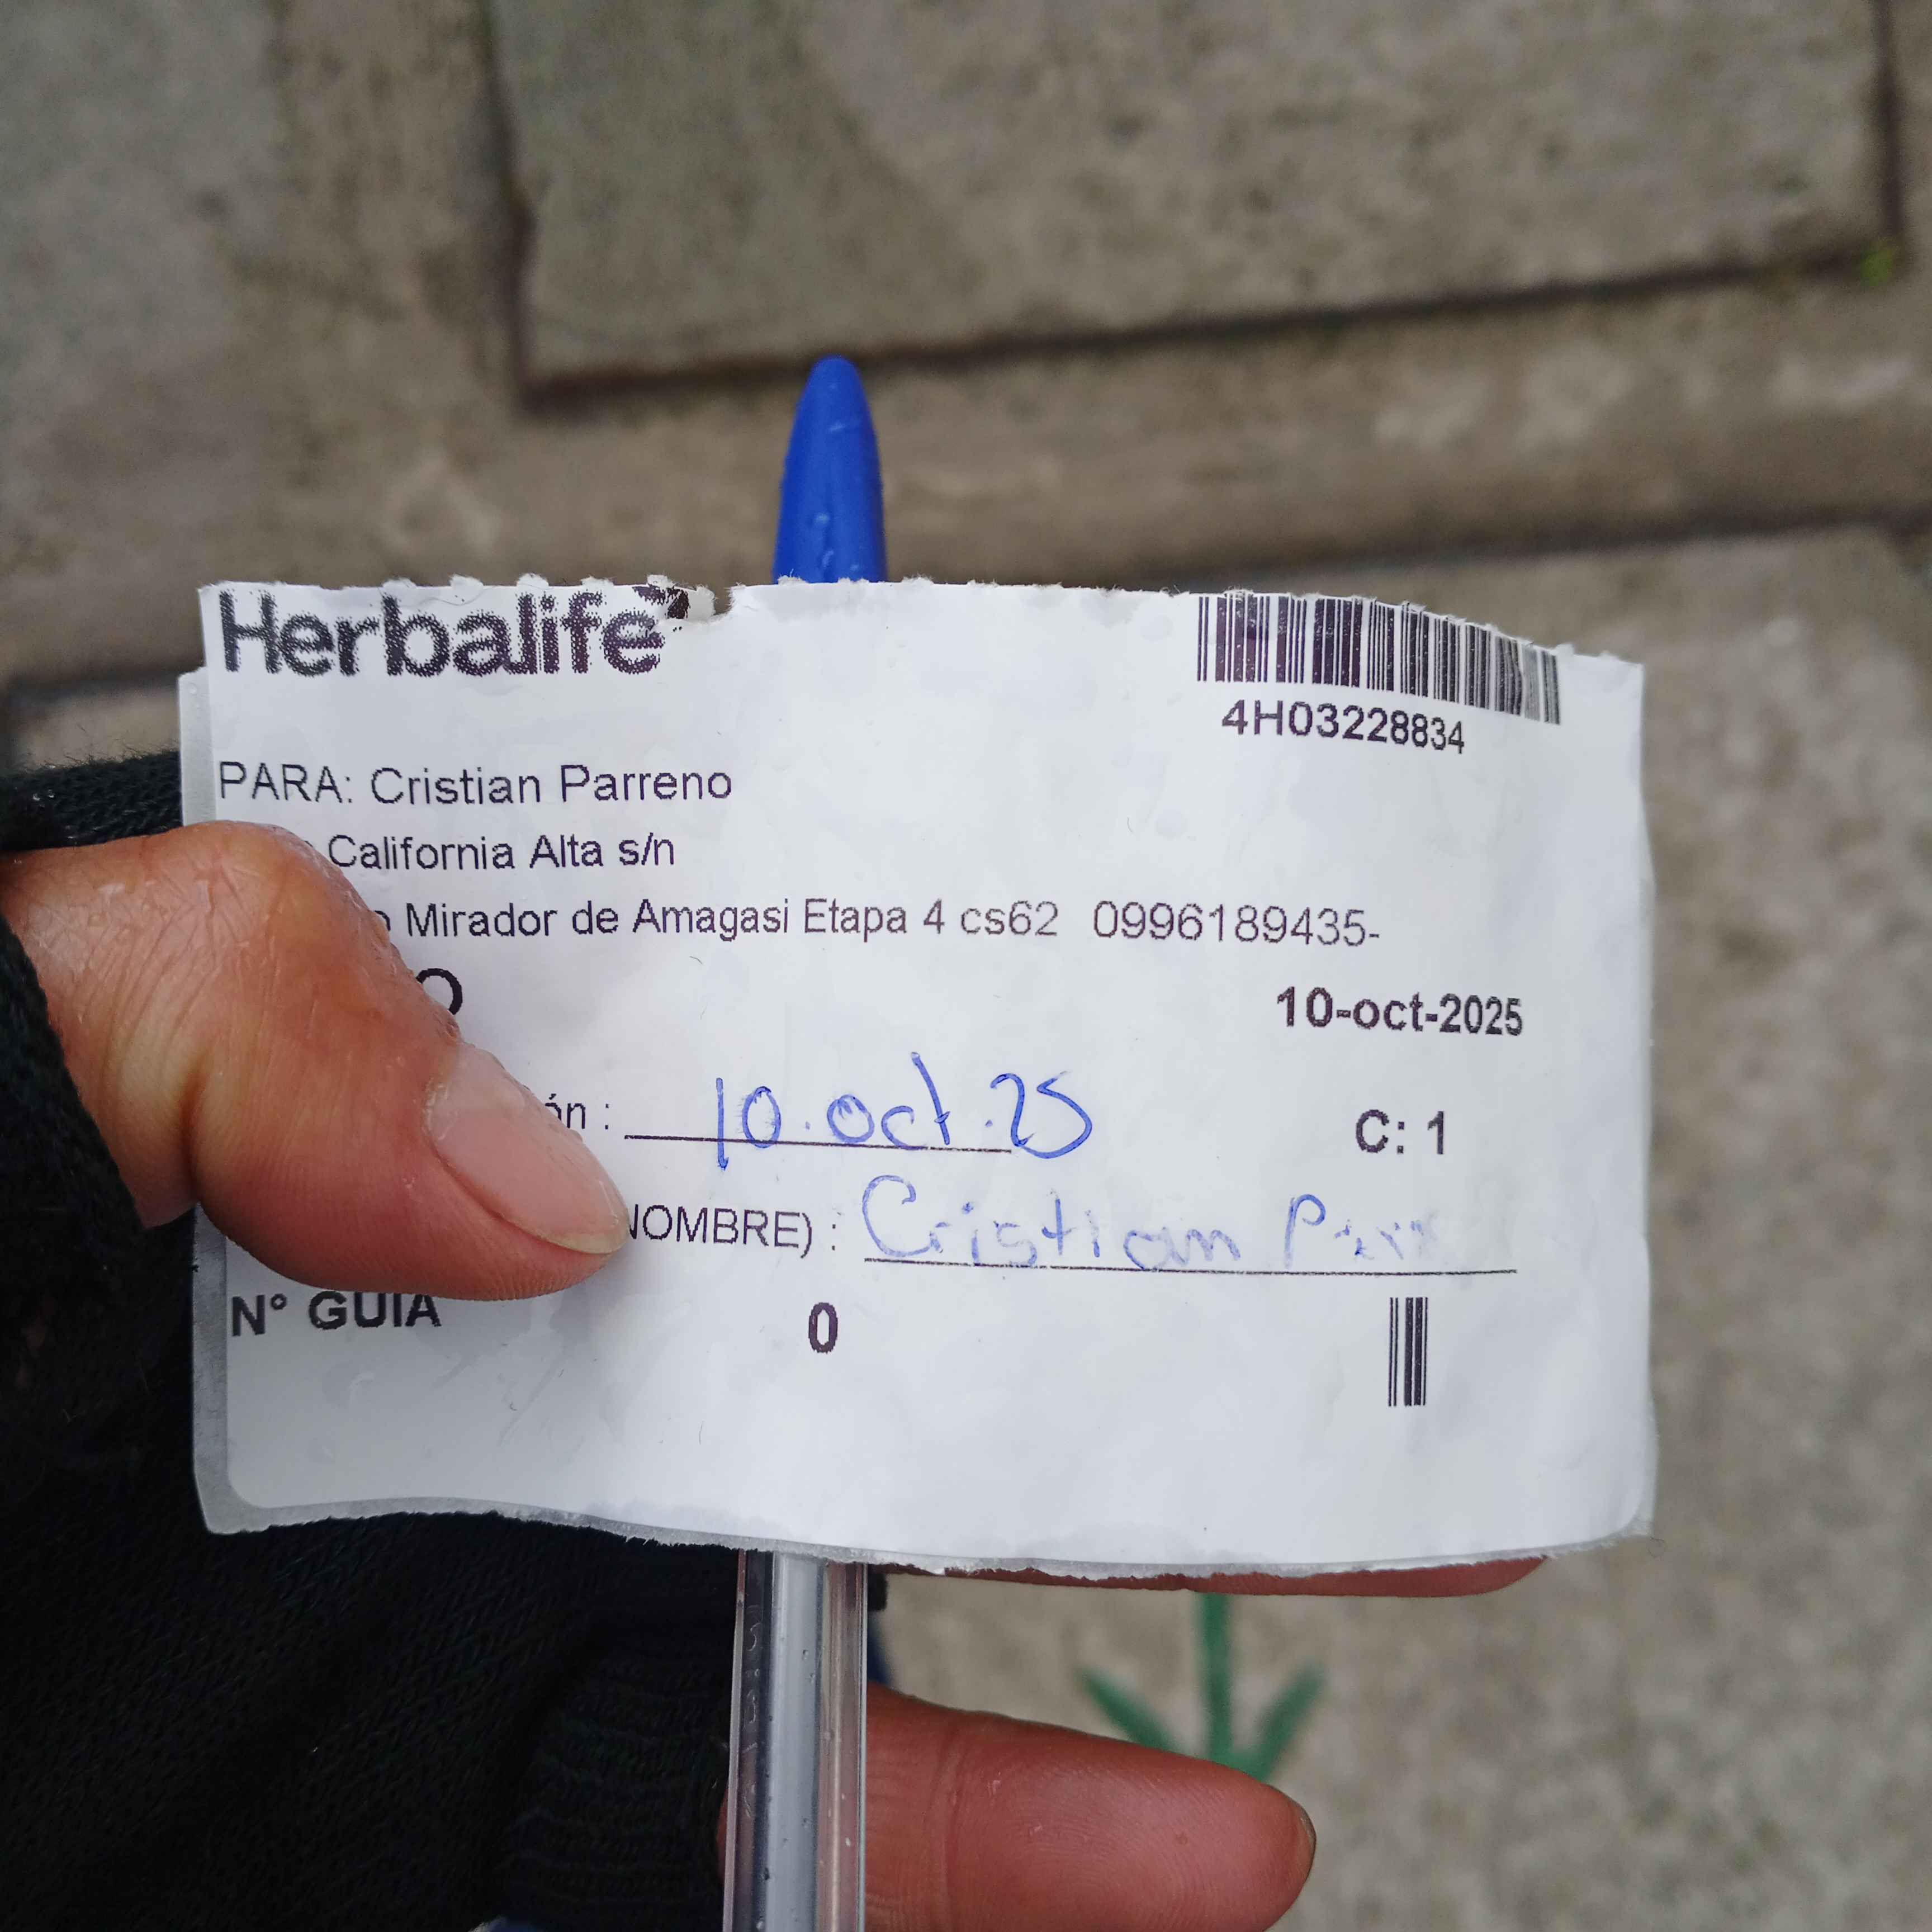 Herbalife
4H03228834
PARA: Cristian Parreno
California Alta s/n
Mirador de Amagasi Etapa 4 cs62 0996189435-
10-oct-2025
10.oct.25
C: 1
NOMBRE) : Cristian
N° GUIA 0